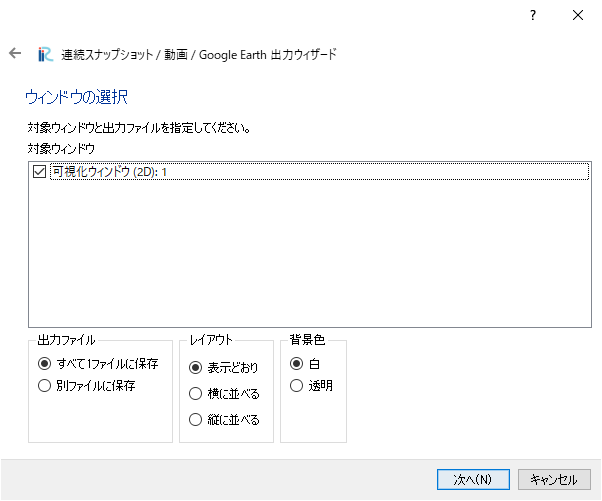 ?
iR 連続スナップショット / 動画 / Google Earth 出力ウィザード
ウィンドウの選択
対象ウィンドウと出力ファイルを指定してください。
対象ウィンドウ
可視化ウィンドウ (2D): 1
出力ファイル
すべて1ファイルに保存
別ファイルに保存
レイアウト
表示どおり
横に並べる
縦に並べる
背景色
白
透明
次へ(N)
キャンセル